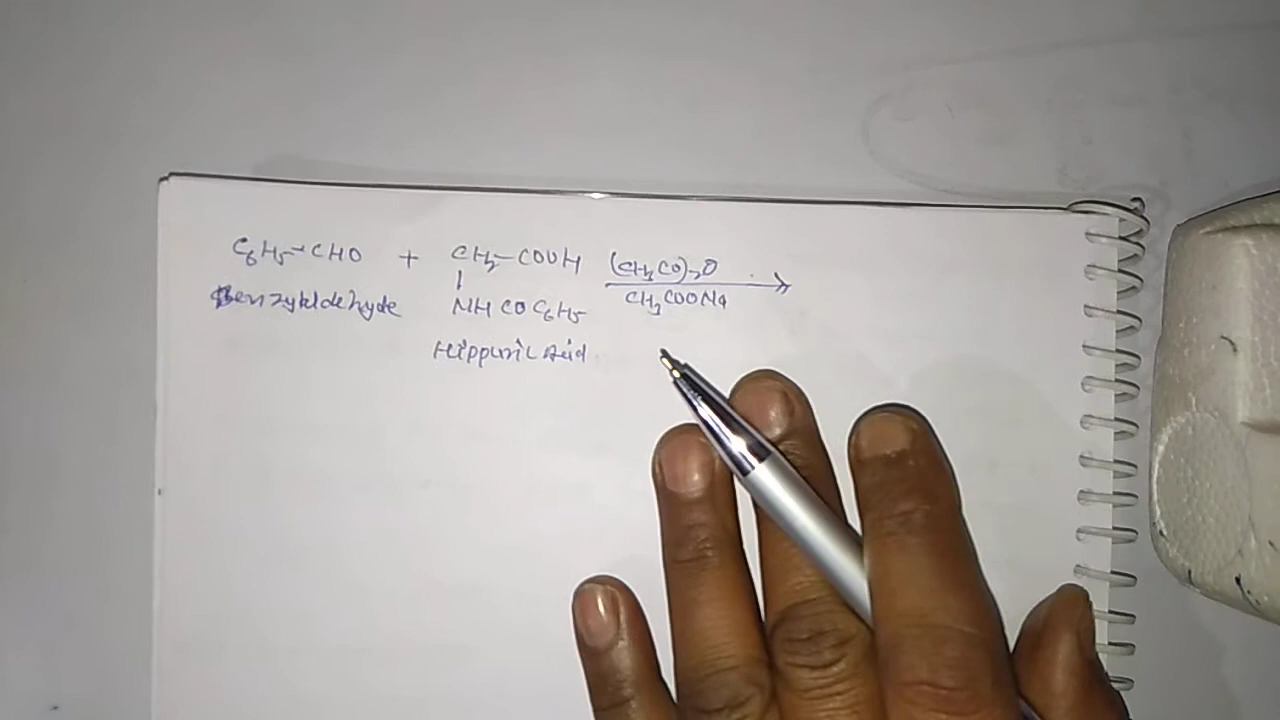 C6H5-CHO + CH2-COOH (CH3CO)2O
CH3COONa
Benzyldehyde NHCOC6H5
Hippuric Acid